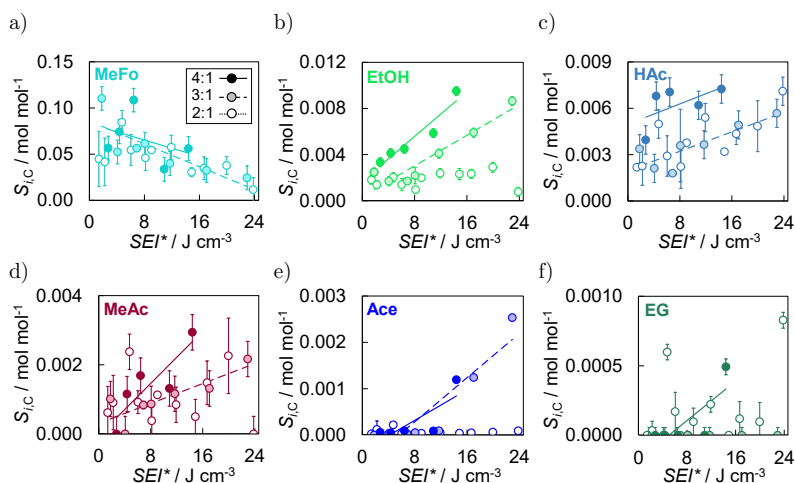 a)
MeFo
4:1
3:1
2:1
0.15
0.10
0.05
0.00
0 8 16 24
S_{i,C} / mol mol⁻¹
SEI* / J cm⁻³
b)
EtOH
0.012
0.008
0.004
0.000
0 8 16 24
S_{i,C} / mol mol⁻¹
SEI* / J cm⁻³
c)
HAc
0.009
0.006
0.003
0.000
0 8 16 24
S_{i,C} / mol mol⁻¹
SEI* / J cm⁻³
d)
MeAc
0.004
0.002
0.000
0 8 16 24
S_{i,C} / mol mol⁻¹
SEI* / J cm⁻³
e)
Ace
0.003
0.002
0.001
0.000
0 8 16 24
S_{i,C} / mol mol⁻¹
SEI* / J cm⁻³
f)
EG
0.0010
0.0005
0.0000
0 8 16 24
S_{i,C} / mol mol⁻¹
SEI* / J cm⁻³